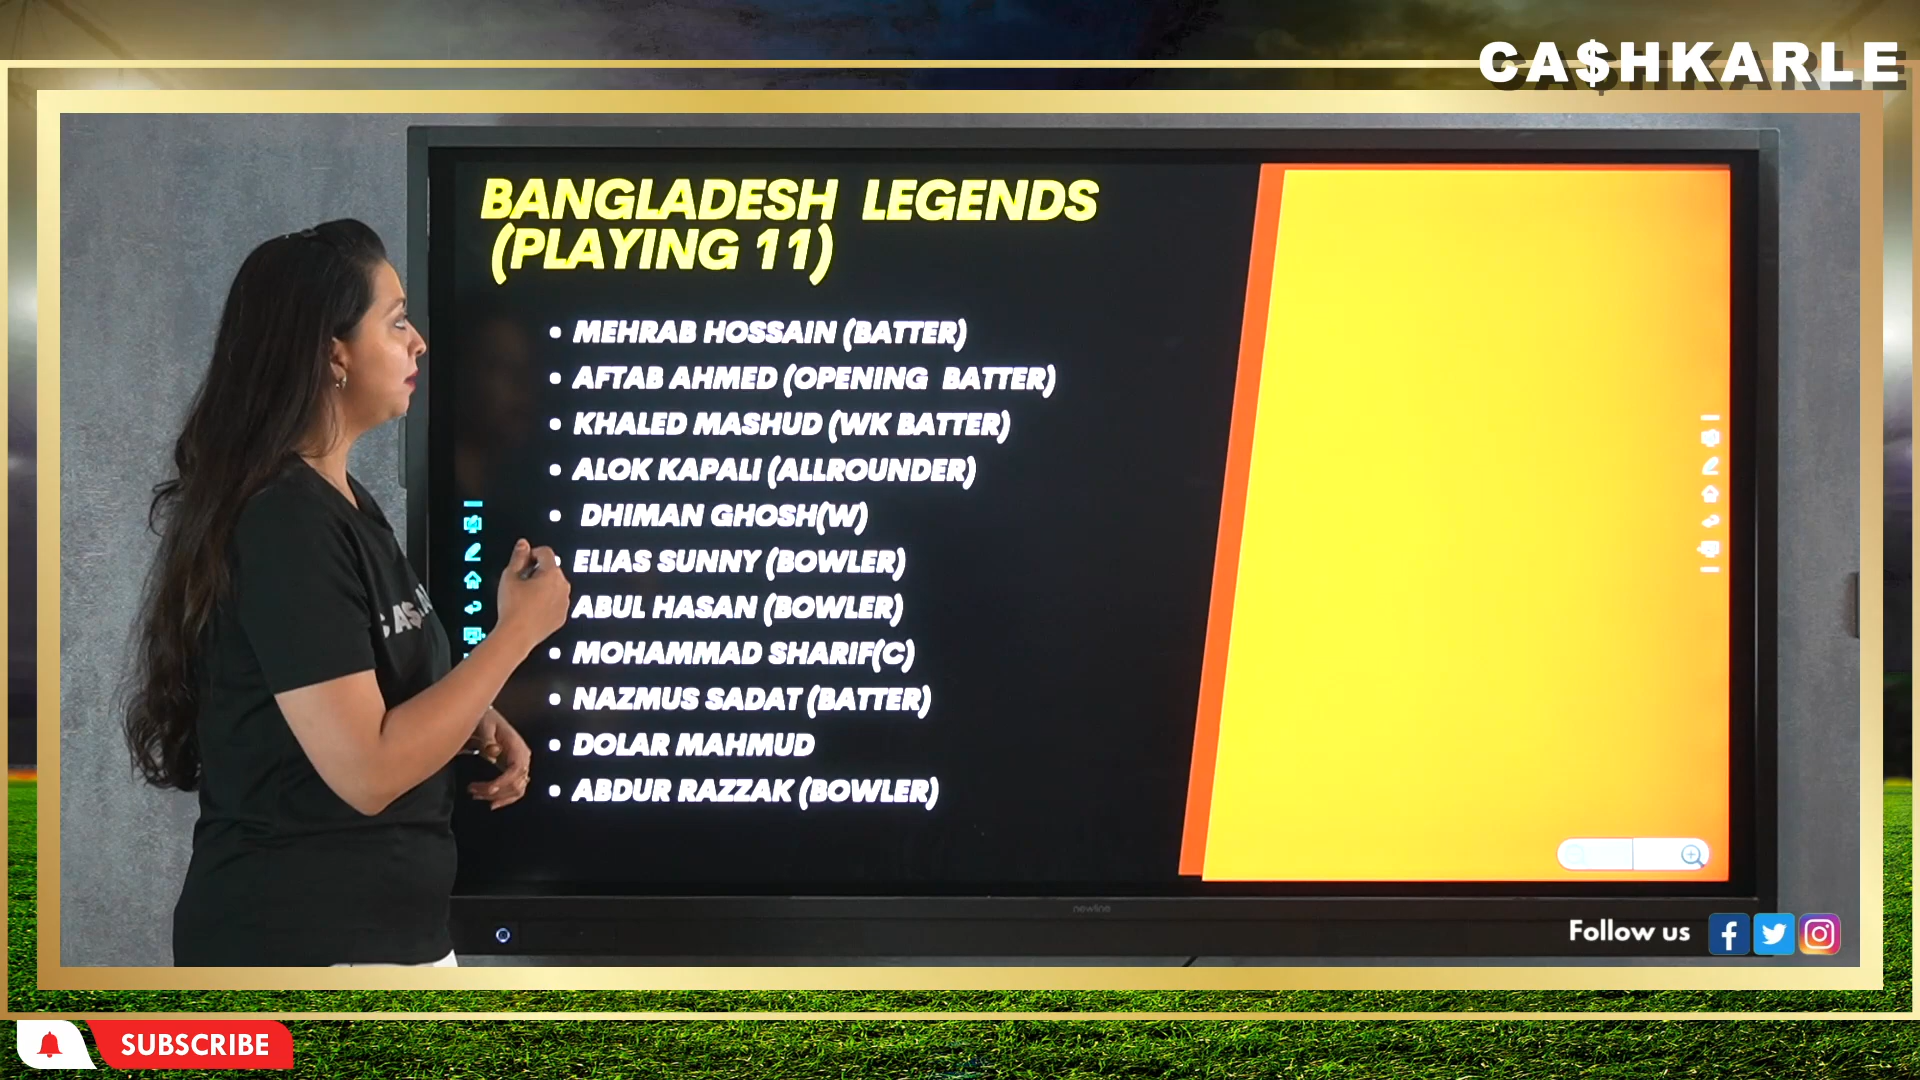 CA$HKARLE
BANGLADESH LEGENDS
(PLAYING 11)
• MEHRAB HOSSAIN (BATTER)
• AFTAB AHMED (OPENING BATTER)
• KHALED MASHUD (WK BATTER)
• ALOK KAPALI (ALLROUNDER)
• DHIMAN GHOSH(W)
• ELIAS SUNNY (BOWLER)
ABUL HASAN (BOWLER)
• MOHAMMAD SHARIF(C)
• NAZMUS SADAT (BATTER)
• DOLAR MAHMUD
• ABDUR RAZZAK (BOWLER)
newline
Follow us
SUBSCRIBE